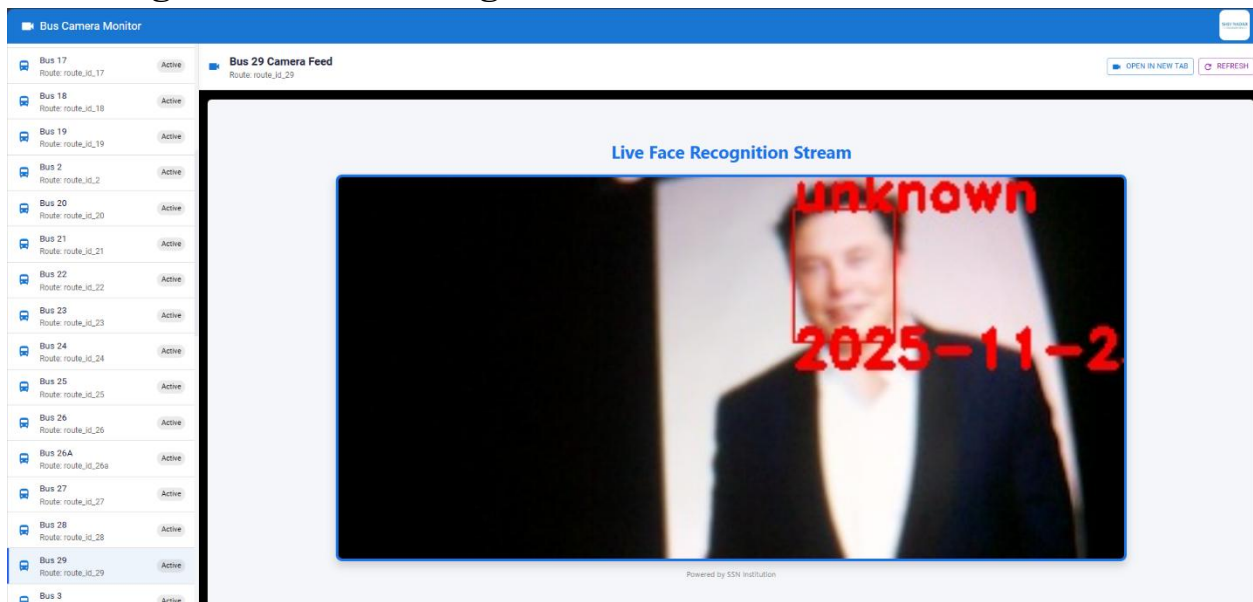 Bus Camera Monitor
Bus 17
Route: route_id_17
Active
Bus 18
Route: route_id_18
Active
Bus 19
Route: route_id_19
Active
Bus 2
Route: route_id_2
Active
Bus 20
Route: route_id_20
Active
Bus 21
Route: route_id_21
Active
Bus 22
Route: route_id_22
Active
Bus 23
Route: route_id_23
Active
Bus 24
Route: route_id_24
Active
Bus 25
Route: route_id_25
Active
Bus 26
Route: route_id_26
Active
Bus 26A
Route: route_id_26a
Active
Bus 27
Route: route_id_27
Active
Bus 28
Route: route_id_28
Active
Bus 29
Route: route_id_29
Active
Bus 3
Active
Bus 29 Camera Feed
Route: route_id_29
OPEN IN NEW TAB
REFRESH
Live Face Recognition Stream
unknown
2025-11-2
Powered by SSN Institution